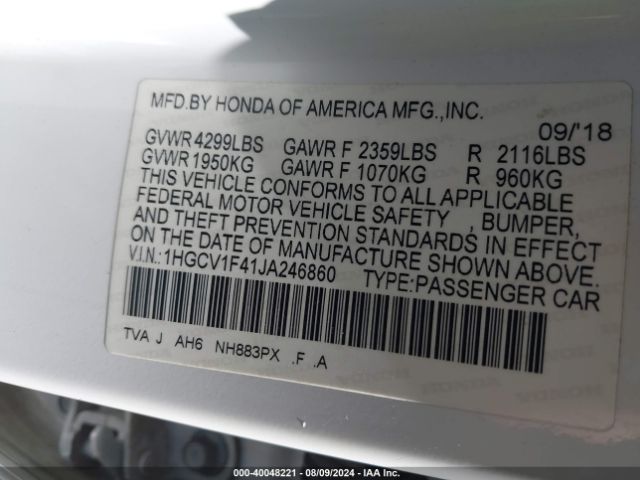 MFD.BY HONDA OF AMERICA MFG.,INC.
09/'18
GVWR 4299LBS GAWR F 2359LBS R 2116LBS
GVWR 1950KG GAWR F 1070KG R 960KG
THIS VEHICLE CONFORMS TO ALL APPLICABLE
FEDERAL MOTOR VEHICLE SAFETY , BUMPER,
AND THEFT PREVENTION STANDARDS IN EFFECT
ON THE DATE OF MANUFACTURE SHOWN ABOVE.
V.I.N.:1HGCV1F41JA246860 TYPE:PASSENGER CAR
TVA J AH6 NH883PX .F .A
000-40048221 - 08/09/2024 - IAA Inc.